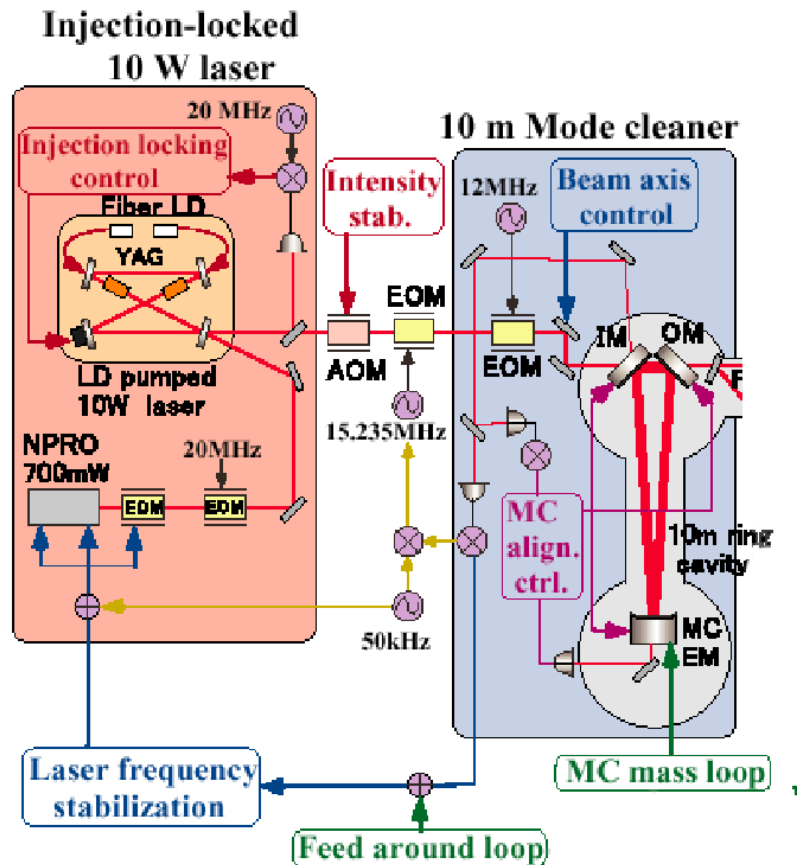 Injection-locked
10 W laser
20 MHz
Injection locking
control
Fiber LD
YAG
LD pumped
10W laser
NPRO
700mW
20MHz
EOM
EOM
Intensity
stab.
AOM
EOM
15.235MHz
50kHz
10 m Mode cleaner
12MHz
Beam axis
control
EOM
IM
OM
MC
align.
ctrl.
10m ring
cavity
MC
EM
Laser frequency
stabilization
MC mass loop
Feed around loop